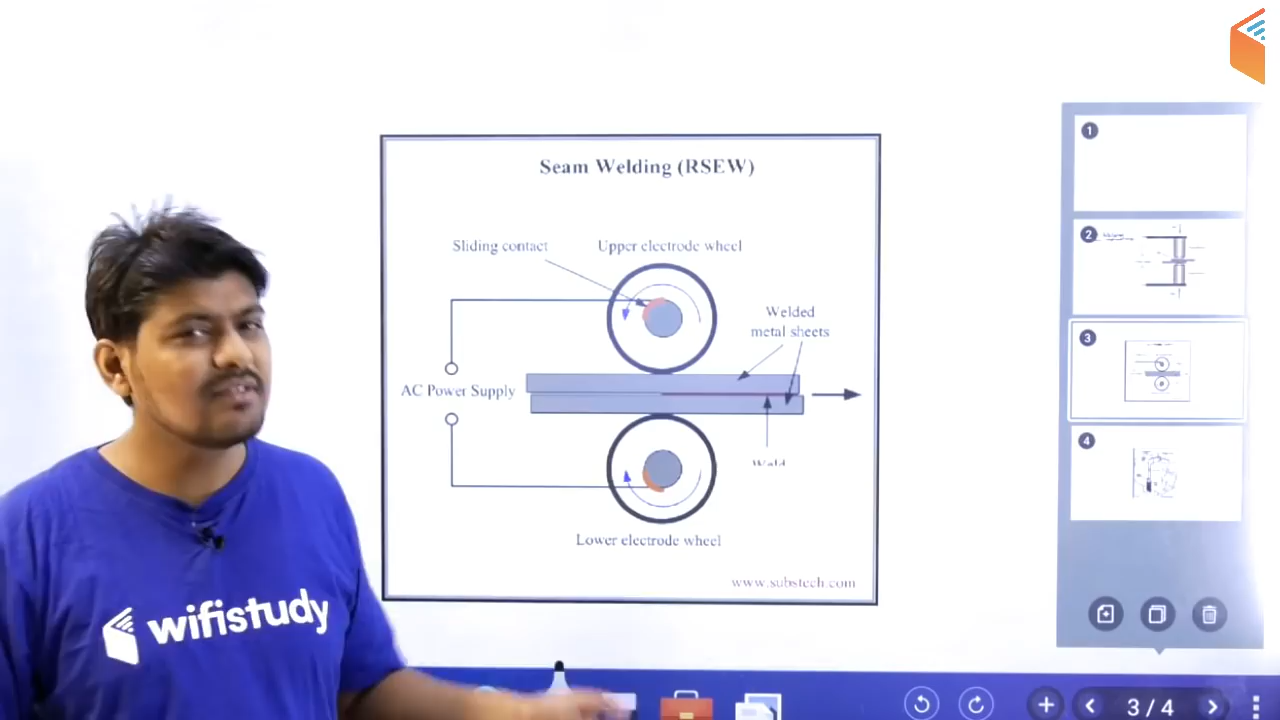 Seam Welding (RSEW)
Sliding contact
Upper electrode wheel
Welded
metal sheets
AC Power Supply
Weld
Lower electrode wheel
www.substech.com
wifistudy
1
2
3
4
3 / 4